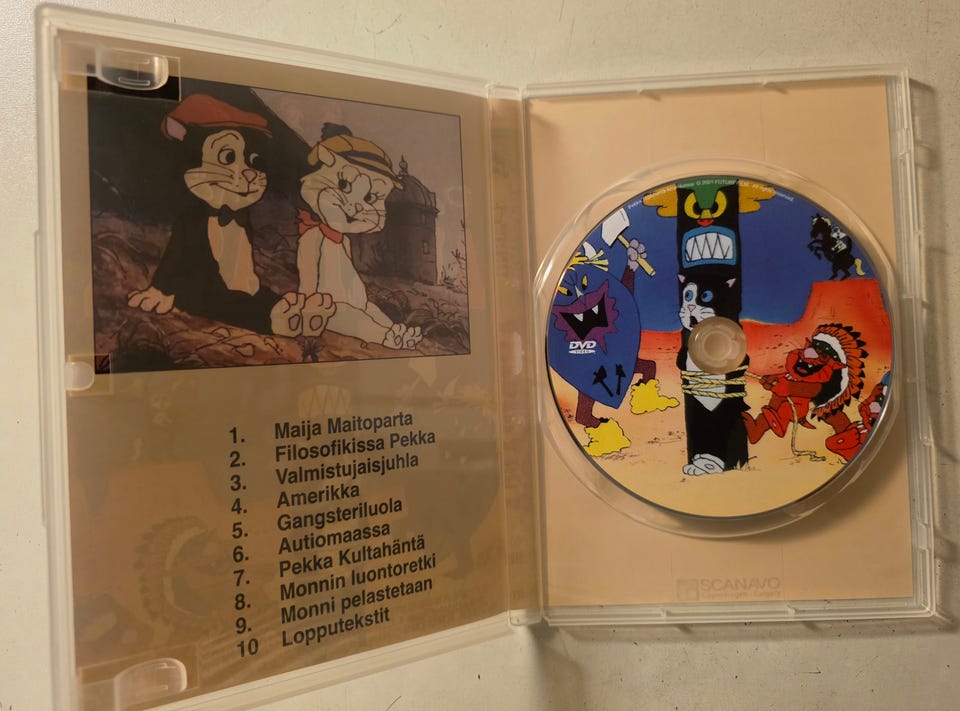 1. Maija Maitoparta
2. Filosofikissa Pekka
3. Valmistujaisjuhla
4. Amerikka
5. Gangsteriluola
6. Autiomaassa
7. Pekka Kultahäntä
8. Monnin luontoretki
9. Monni pelastetaan
10 Lopputekstit
DVD
VIDEO
SCANAVO